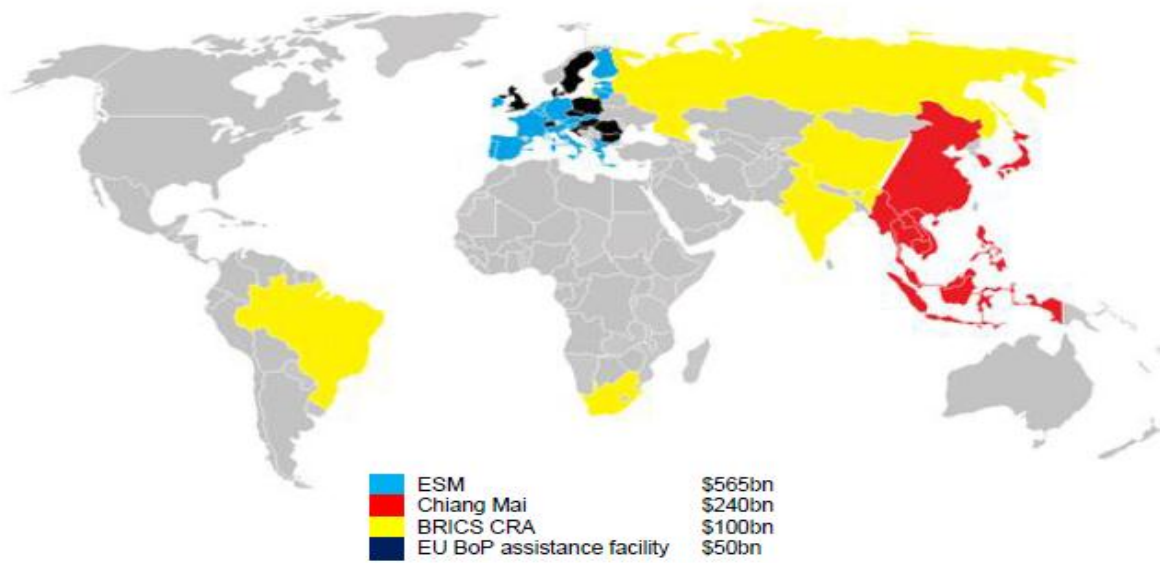 ESM $565bn
Chiang Mai $240bn
BRICS CRA $100bn
EU BoP assistance facility $50bn